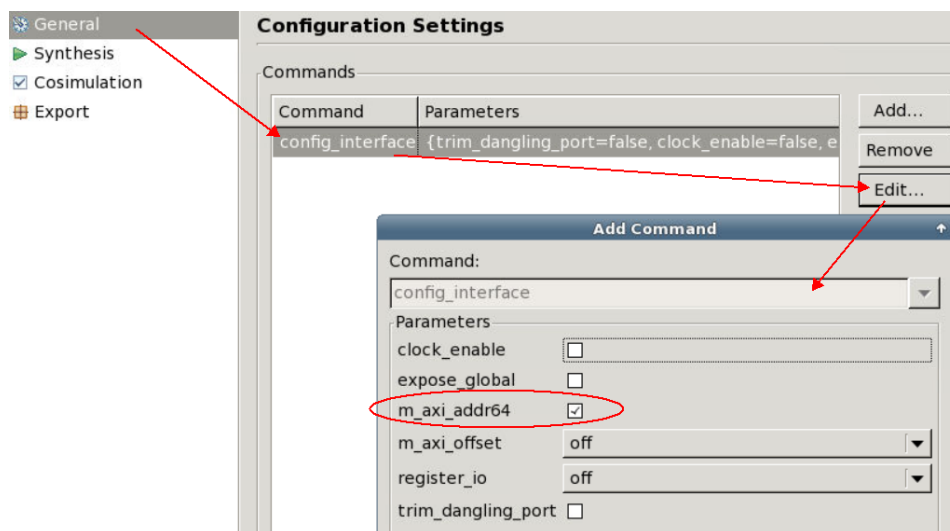 General
Synthesis
Cosimulation
Export
Configuration Settings
Commands
Command Parameters
config_interface {trim_dangling_port=false, clock_enable=false, e
Add...
Remove
Edit...
Add Command
Command:
config_interface
Parameters
clock_enable
expose_global
m_axi_addr64
m_axi_offset off
register_io off
trim_dangling_port